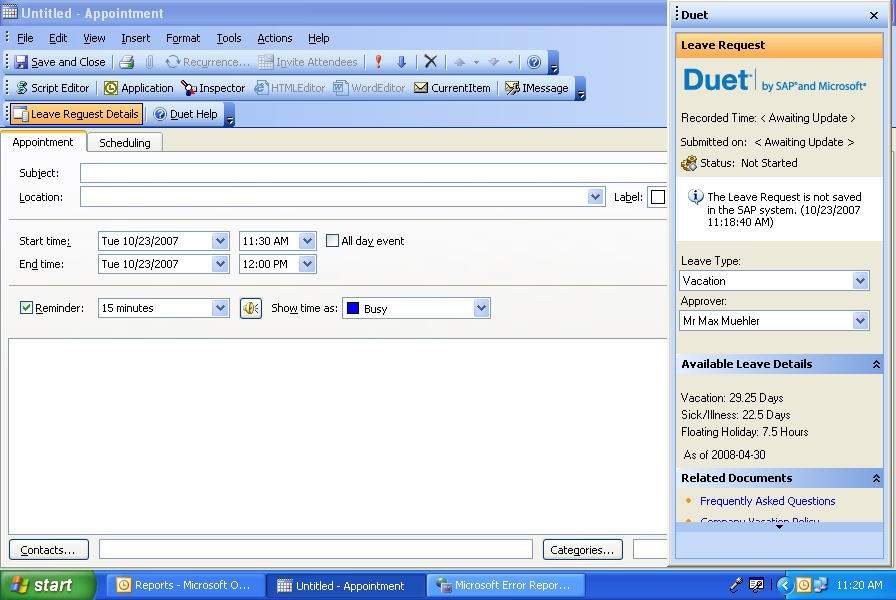 Untitled - Appointment
File Edit View Insert Format Tools Actions Help
Save and Close Recurrence... Invite Attendees
Script Editor Application Inspector HTMLEditor WordEditor CurrentItem IMessage
Leave Request Details Duet Help
Appointment Scheduling
Subject:
Location: Label:
Start time: Tue 10/23/2007 11:30 AM All day event
End time: Tue 10/23/2007 12:00 PM
Reminder: 15 minutes Show time as: Busy
Contacts... Categories...
Duet
Leave Request
Duet by SAP® and Microsoft®
Recorded Time: < Awaiting Update >
Submitted on: < Awaiting Update >
Status: Not Started
The Leave Request is not saved
in the SAP system. (10/23/2007
11:18:40 AM)
Leave Type:
Vacation
Approver:
Mr Max Muehler
Available Leave Details
Vacation: 29.25 Days
Sick/Illness: 22.5 Days
Floating Holiday: 7.5 Hours
As of 2008-04-30
Related Documents
• Frequently Asked Questions
• Company Vacation Policy
start Reports - Microsoft O... Untitled - Appointment Microsoft Error Repor... 11:20 AM